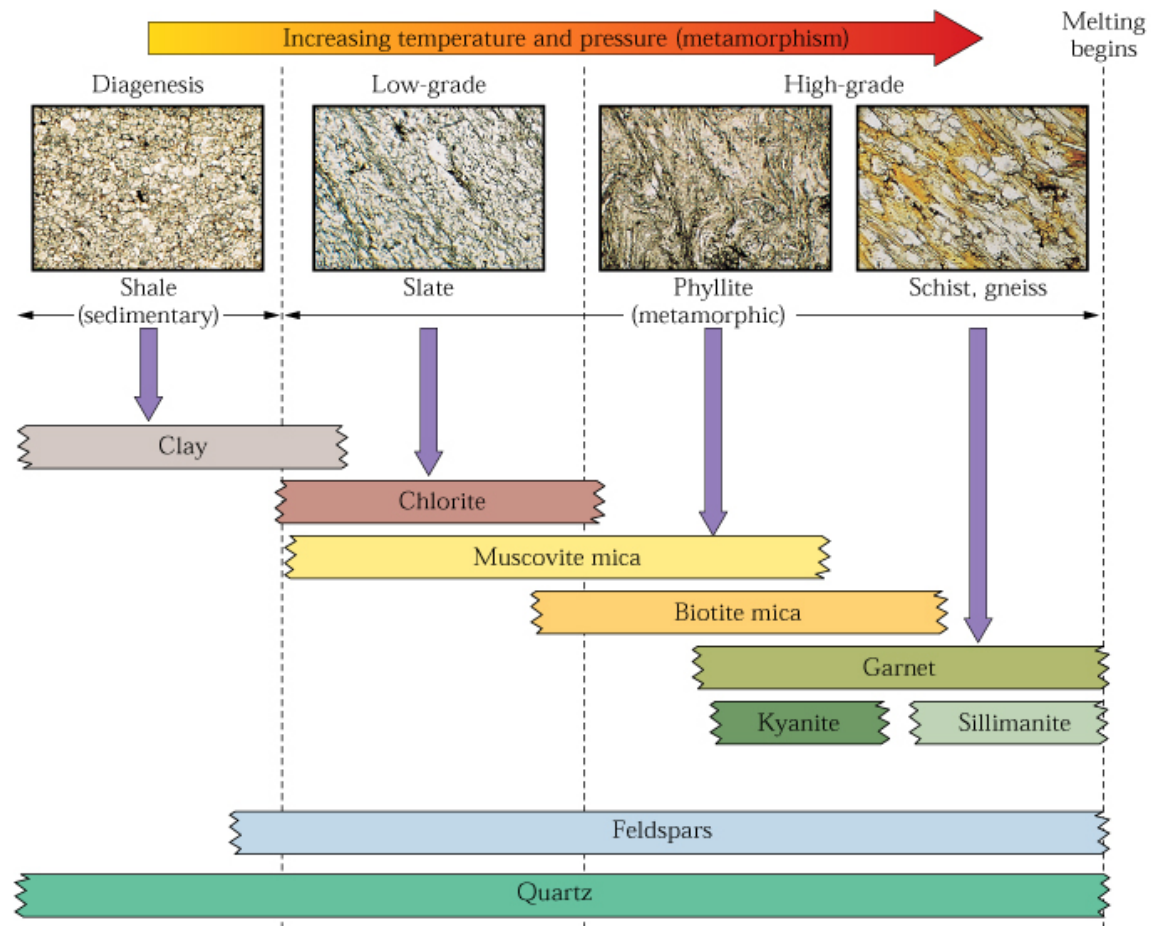 Increasing temperature and pressure (metamorphism)
Melting
begins
Diagenesis
Low-grade
High-grade
Shale
(sedimentary)
Slate
Phyllite
(metamorphic)
Schist, gneiss
Clay
Chlorite
Muscovite mica
Biotite mica
Garnet
Kyanite
Sillimanite
Feldspars
Quartz